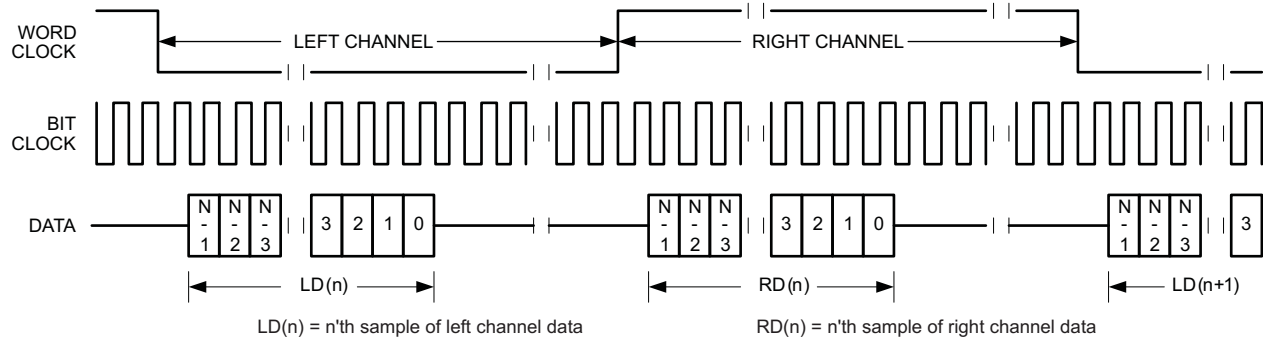 WORD
CLOCK
LEFT CHANNEL
RIGHT CHANNEL
BIT
CLOCK
DATA
N-1 N-2 N-3 3 2 1 0 N-1 N-2 N-3 3 2 1 0 N-1 N-2 N-3 3
LD(n) RD(n) LD(n+1)
LD(n) = n'th sample of left channel data
RD(n) = n'th sample of right channel data